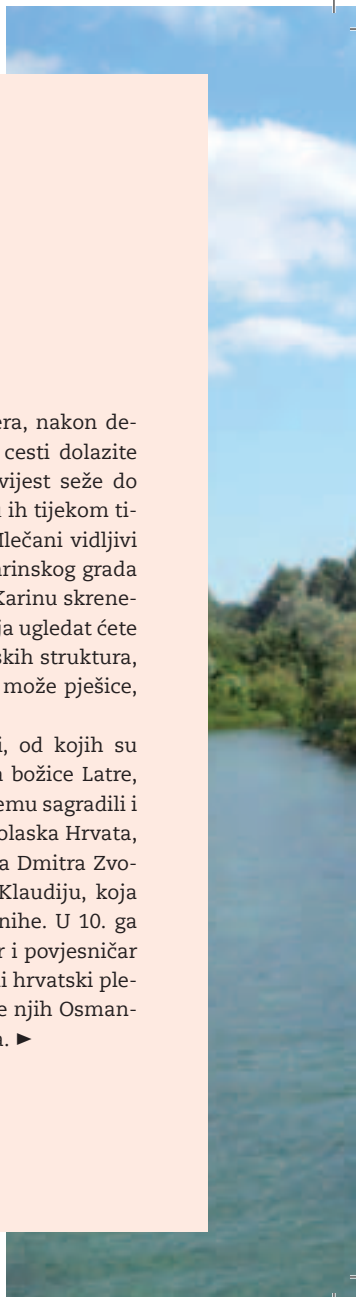 era, nakon de-
cesti dolazite
vijest seže do
ih tijekom ti-
lečani vidljivi
arinskog grada
Karinu skrene-
ja ugledat ćete
skih struktura,
može pješice,
i, od kojih su
božice Latre,
emu sagradili i
olaska Hrvata,
a Dmitra Zvo-
Klaudiju, koja
nihe. U 10. ga
r i povjesničar
i hrvatski ple-
e njih Osman-
a. ►